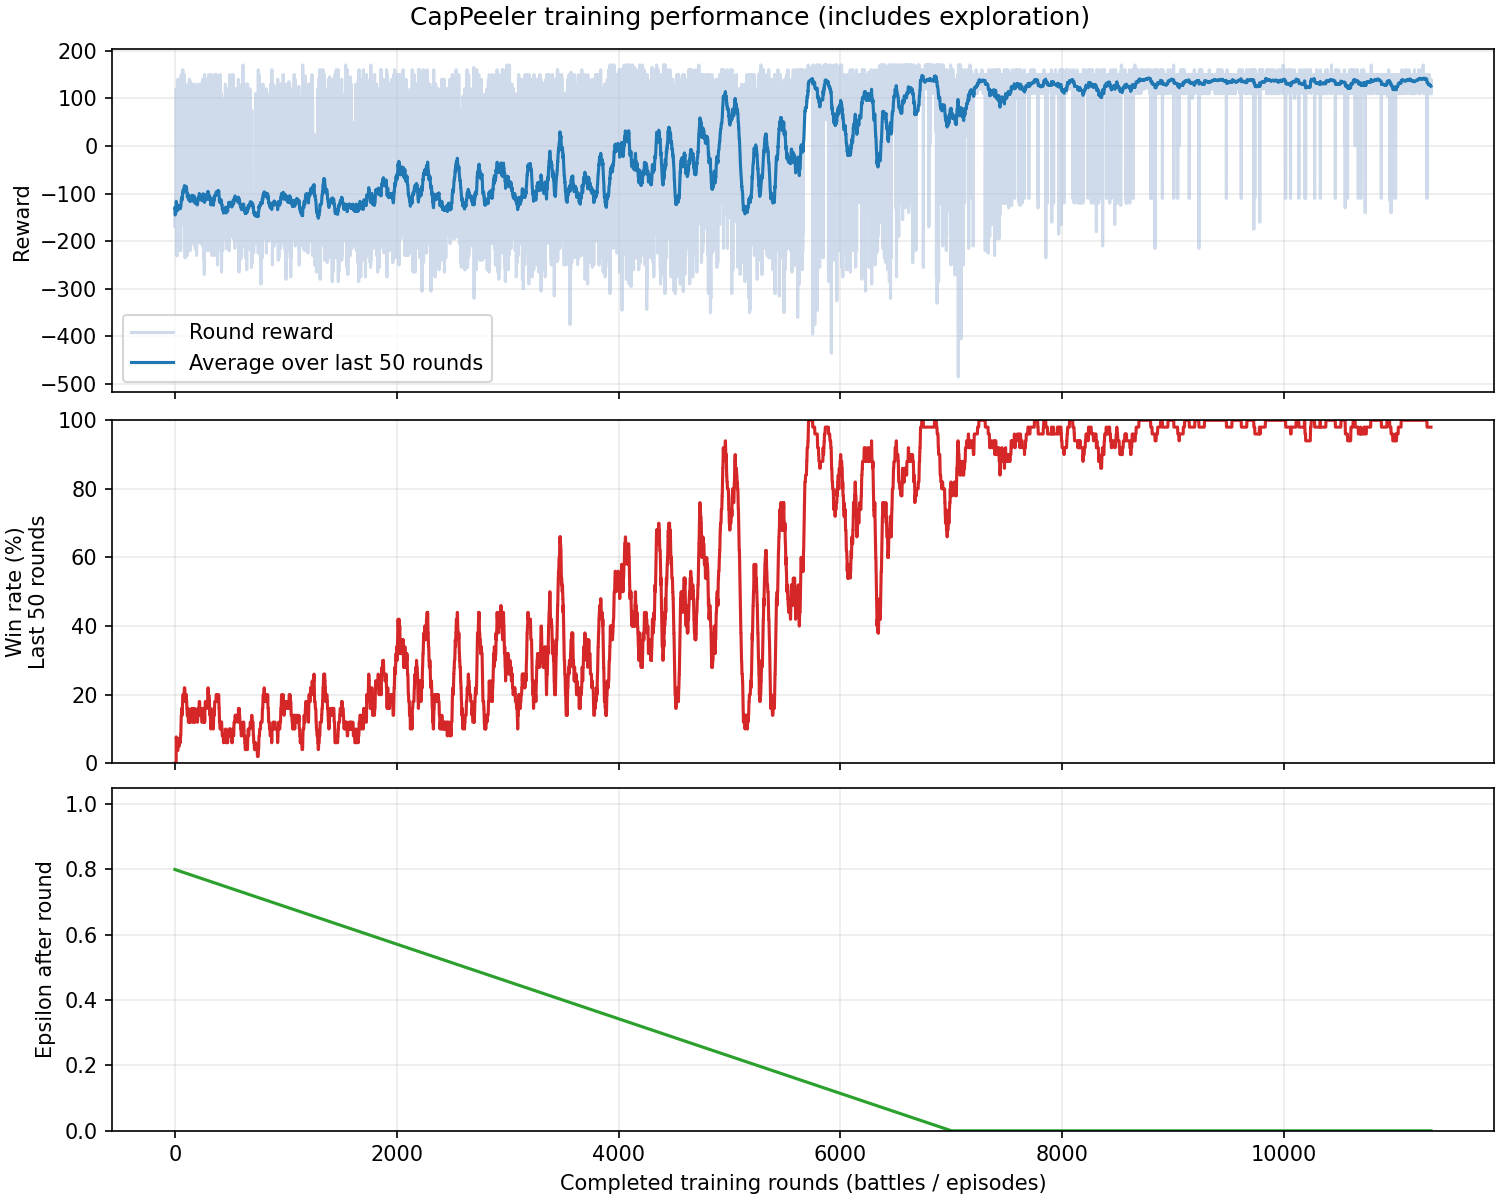 CapPeeler training performance (includes exploration)
200
100
0
−100
−200
−300
−400
−500
Reward
Round reward
Average over last 50 rounds
100
80
60
40
20
0
Win rate (%)
Last 50 rounds
1.0
0.8
0.6
0.4
0.2
0.0
Epsilon after round
0 2000 4000 6000 8000 10000
Completed training rounds (battles / episodes)